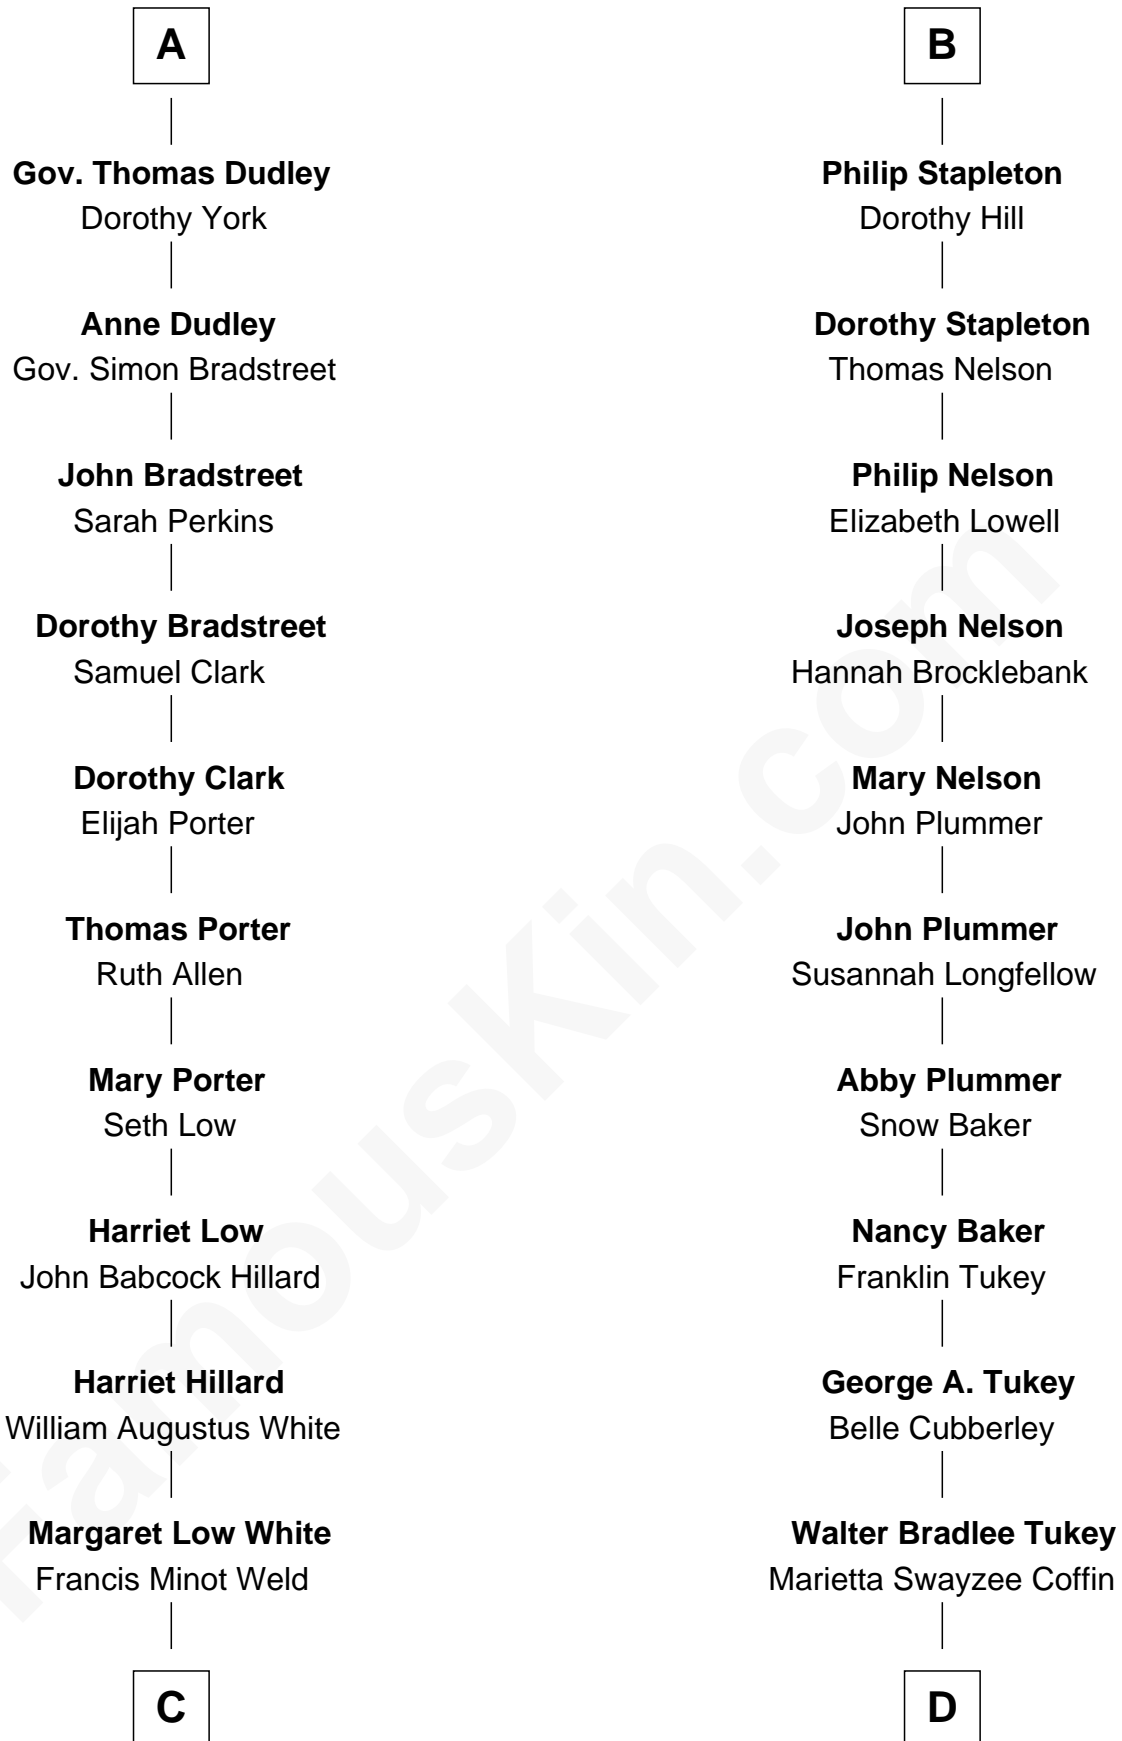 A
Gov. Thomas Dudley
Dorothy York
Anne Dudley
Gov. Simon Bradstreet
John Bradstreet
Sarah Perkins
Dorothy Bradstreet
Samuel Clark
Dorothy Clark
Elijah Porter
Thomas Porter
Ruth Allen
Mary Porter
Seth Low
Harriet Low
John Babcock Hillard
Harriet Hillard
William Augustus White
Margaret Low White
Francis Minot Weld
C
B
Philip Stapleton
Dorothy Hill
Dorothy Stapleton
Thomas Nelson
Philip Nelson
Elizabeth Lowell
Joseph Nelson
Hannah Brocklebank
Mary Nelson
John Plummer
John Plummer
Susannah Longfellow
Abby Plummer
Snow Baker
Nancy Baker
Franklin Tukey
George A. Tukey
Belle Cubberley
Walter Bradlee Tukey
Marietta Swayzee Coffin
D
FamousKin.com